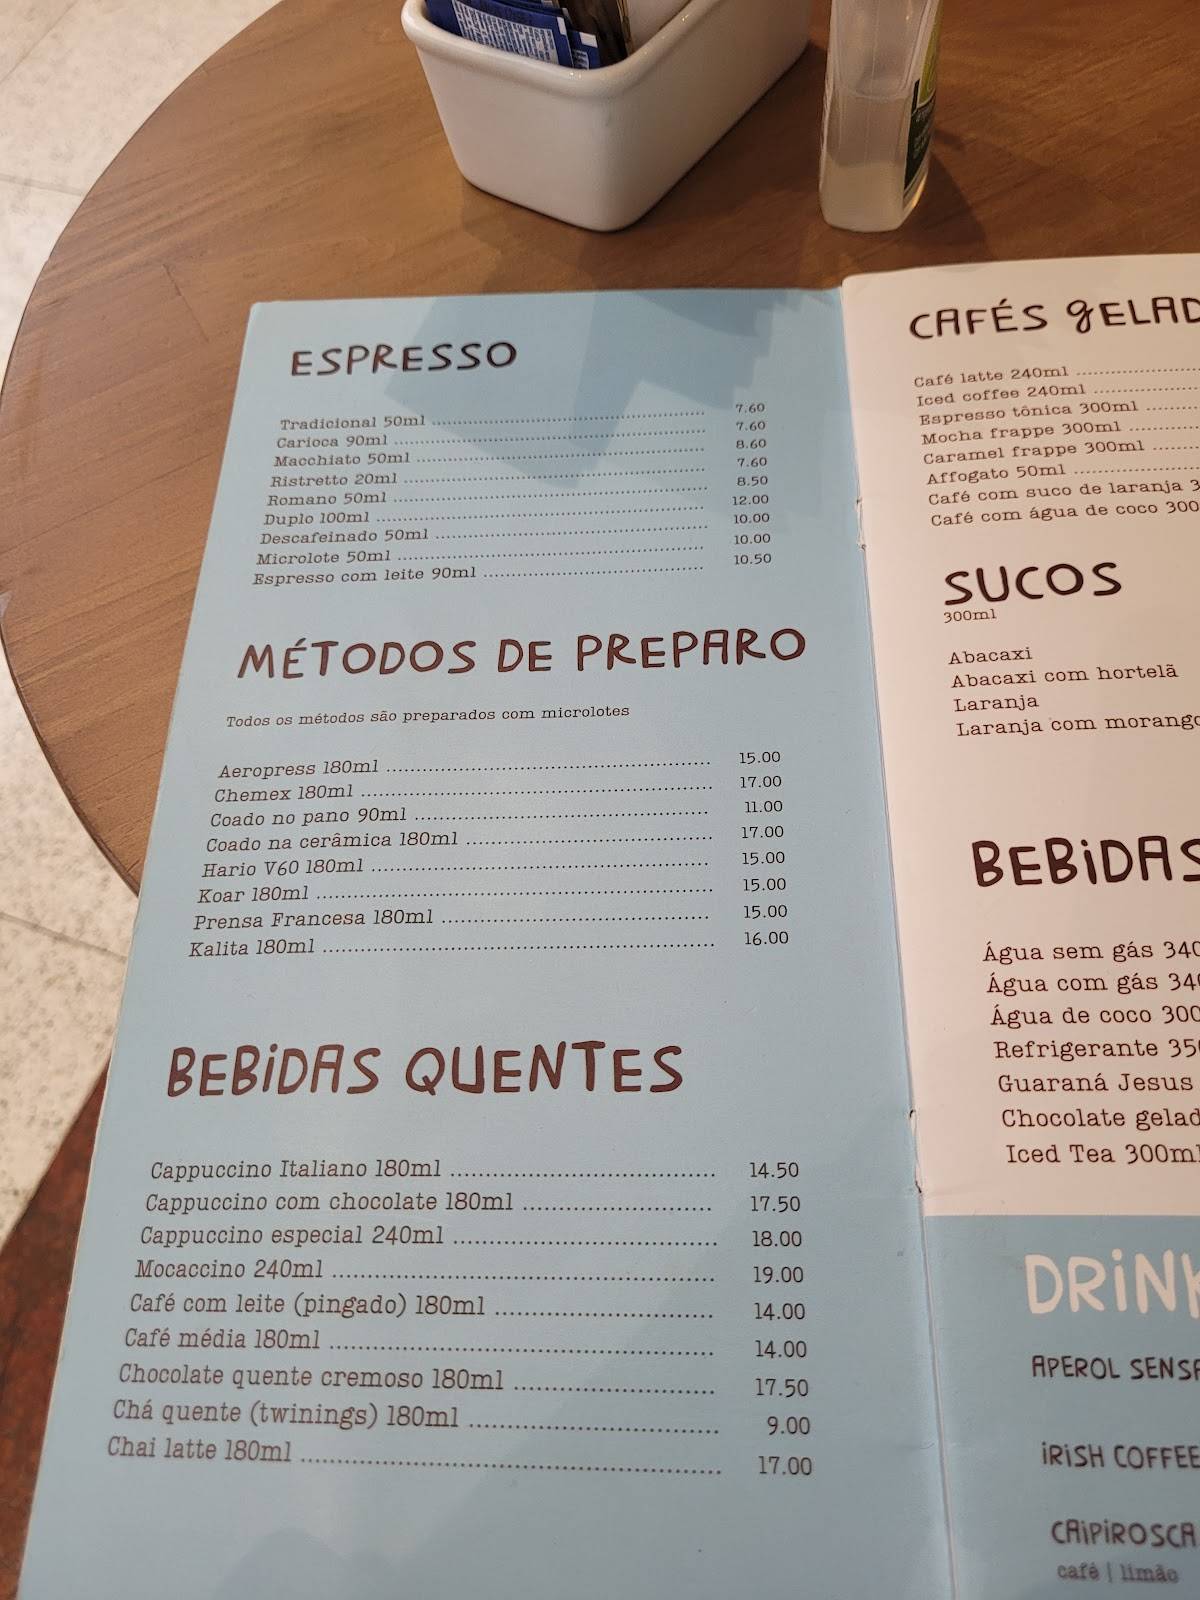 ESPRESSO
Tradicional 50ml 7.60
Carioca 90ml 7.60
Macchiato 50ml 8.60
Ristretto 20ml 7.60
Romano 50ml 8.50
Duplo 100ml 12.00
Descafeinado 50ml 10.00
Microlote 50ml 10.00
Espresso com leite 90ml 10.50
MÉTODOS DE PREPARO
Todos os métodos são preparados com microlotes
Aeropress 180ml 15.00
Chemex 180ml 17.00
Coado no pano 90ml 11.00
Coado na cerâmica 180ml 17.00
Hario V60 180ml 15.00
Koar 180ml 15.00
Prensa Francesa 180ml 15.00
Kalita 180ml 16.00
BEBIDAS QUENTES
Cappuccino Italiano 180ml 14.50
Cappuccino com chocolate 180ml 17.50
Cappuccino especial 240ml 18.00
Mocaccino 240ml 19.00
Café com leite (pingado) 180ml 14.00
Café média 180ml 14.00
Chocolate quente cremoso 180ml 17.50
Chá quente (twinings) 180ml 9.00
Chai latte 180ml 17.00
CAFÉS GELAD
Café latte 240ml
Iced coffee 240ml
Espresso tônica 300ml
Mocha frappe 300ml
Caramel frappe 300ml
Affogato 50ml
Café com suco de laranja 3
Café com água de coco 300
SUCOS
300ml
Abacaxi
Abacaxi com hortelã
Laranja
Laranja com morango
BEBIDAS
Água sem gás 340
Água com gás 340
Água de coco 300
Refrigerante 350
Guaraná Jesus
Chocolate gelad
Iced Tea 300ml
DRINK
APEROL SENSA
IRISH COFFEE
CAIPIROSCA
café | limão